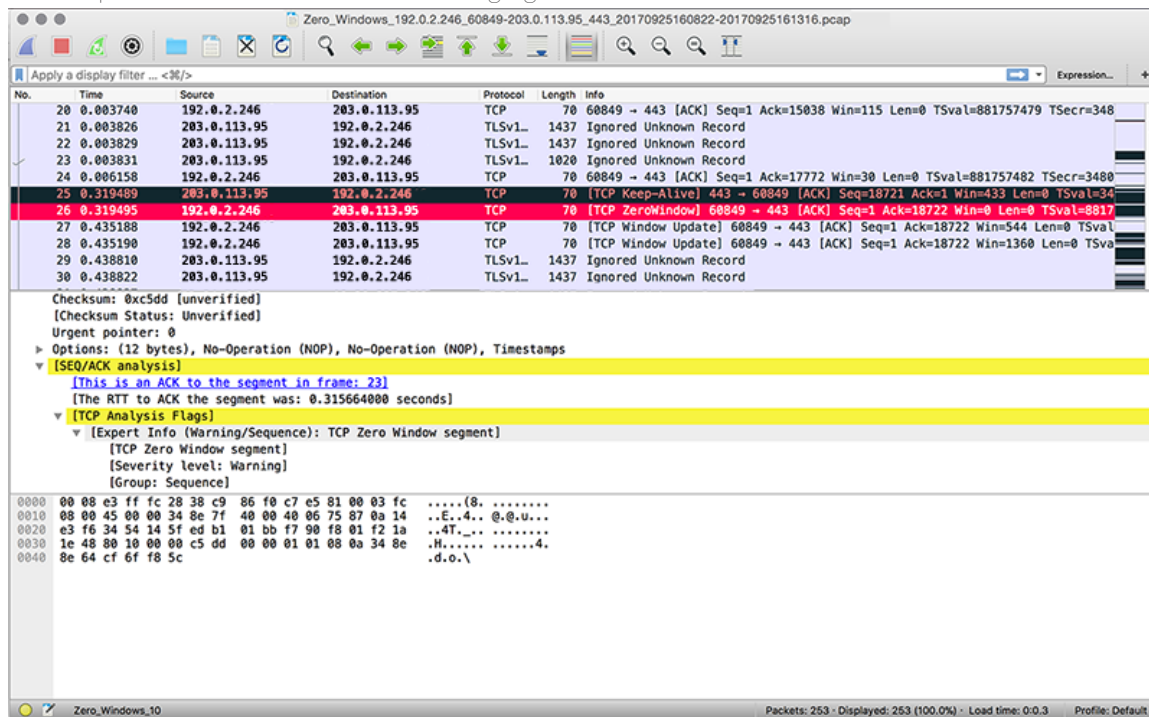 Zero_Windows_192.0.2.246_60849-203.0.113.95_443_20170925160822-20170925161316.pcap
Apply a display filter ... <⌘/>
Expression... +
No. Time Source Destination Protocol Length Info
20 0.003740 192.0.2.246 203.0.113.95 TCP 70 60849 → 443 [ACK] Seq=1 Ack=15038 Win=115 Len=0 TSval=881757479 TSecr=348
21 0.003826 203.0.113.95 192.0.2.246 TLSv1… 1437 Ignored Unknown Record
22 0.003829 203.0.113.95 192.0.2.246 TLSv1… 1437 Ignored Unknown Record
23 0.003831 203.0.113.95 192.0.2.246 TLSv1… 1020 Ignored Unknown Record
24 0.006158 192.0.2.246 203.0.113.95 TCP 70 60849 → 443 [ACK] Seq=1 Ack=17772 Win=30 Len=0 TSval=881757482 TSecr=3480
25 0.319489 203.0.113.95 192.0.2.246 TCP 70 [TCP Keep-Alive] 443 → 60849 [ACK] Seq=18721 Ack=1 Win=433 Len=0 TSval=34
26 0.319495 192.0.2.246 203.0.113.95 TCP 70 [TCP ZeroWindow] 60849 → 443 [ACK] Seq=1 Ack=18722 Win=0 Len=0 TSval=8817
27 0.435188 192.0.2.246 203.0.113.95 TCP 70 [TCP Window Update] 60849 → 443 [ACK] Seq=1 Ack=18722 Win=544 Len=0 TSval
28 0.435190 192.0.2.246 203.0.113.95 TCP 70 [TCP Window Update] 60849 → 443 [ACK] Seq=1 Ack=18722 Win=1360 Len=0 TSva
29 0.438810 203.0.113.95 192.0.2.246 TLSv1… 1437 Ignored Unknown Record
30 0.438822 203.0.113.95 192.0.2.246 TLSv1… 1437 Ignored Unknown Record
Checksum: 0xc5dd [unverified]
[Checksum Status: Unverified]
Urgent pointer: 0
Options: (12 bytes), No-Operation (NOP), No-Operation (NOP), Timestamps
[SEQ/ACK analysis]
[This is an ACK to the segment in frame: 23]
[The RTT to ACK the segment was: 0.315664000 seconds]
[TCP Analysis Flags]
[Expert Info (Warning/Sequence): TCP Zero Window segment]
[TCP Zero Window segment]
[Severity level: Warning]
[Group: Sequence]
0000 00 08 e3 ff fc 28 38 c9 86 f0 c7 e5 81 00 03 fc .....(8. ........
0010 08 00 45 00 00 34 8e 7f 40 00 40 06 75 87 0a 14 ..E..4.. @.@.u...
0020 e3 f6 34 54 14 5f ed b1 01 bb f7 90 f8 01 f2 1a ..4T._.. ........
0030 1e 48 80 10 00 00 c5 dd 00 00 01 01 08 0a 34 8e .H...... ......4.
0040 8e 64 cf 6f f8 5c .d.o.\
Zero_Windows_10
Packets: 253 · Displayed: 253 (100.0%) · Load time: 0:0.3
Profile: Default